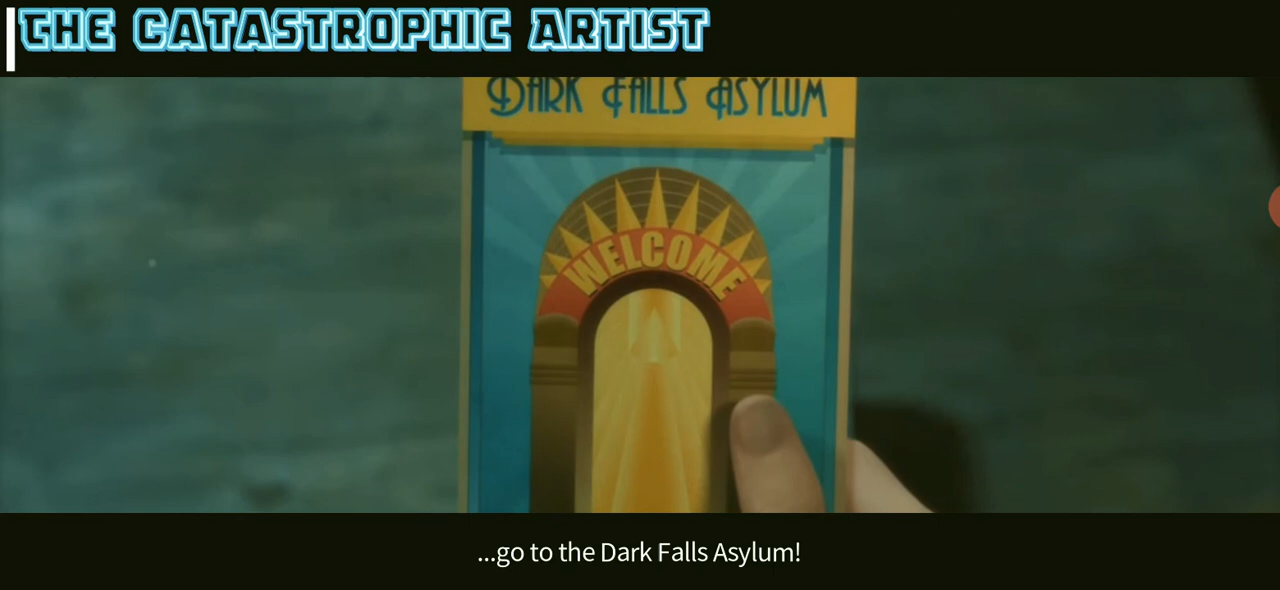 THE CATASTROPHIC ARTIST
DARK FALLS ASYLUM
WELCOME
...go to the Dark Falls Asylum!